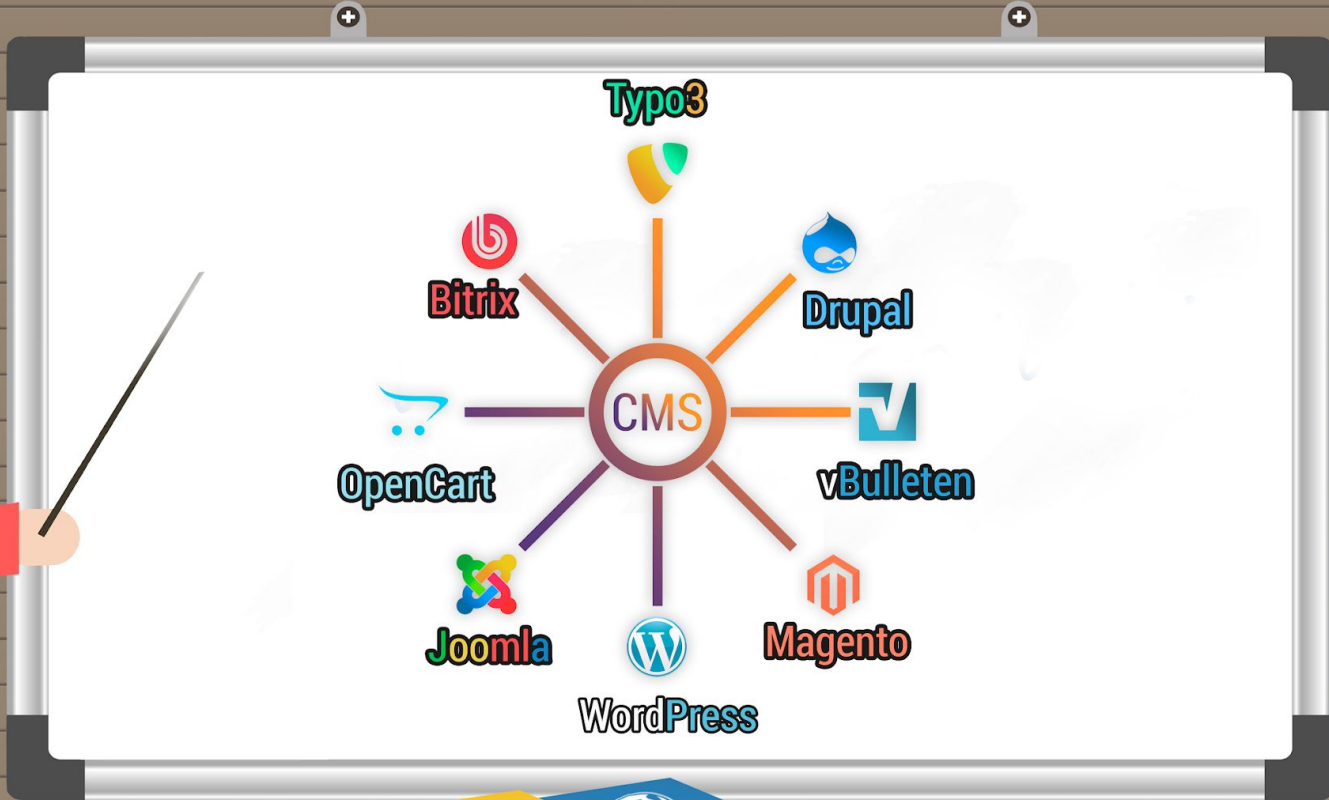 Typo3
Bitrix
Drupal
CMS
OpenCart
vBulleten
Joomla
Magento
WordPress